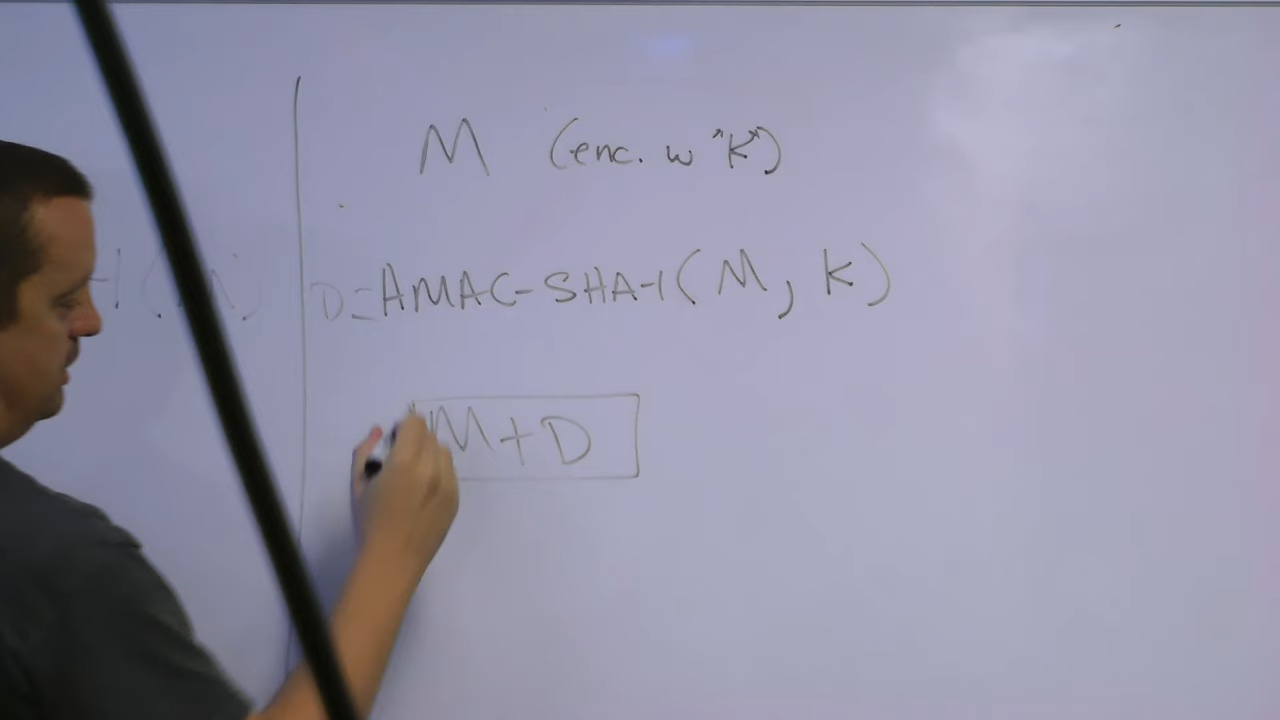 M (enc. w "K")
D=HMAC-SHA-1(M, K)
M+D